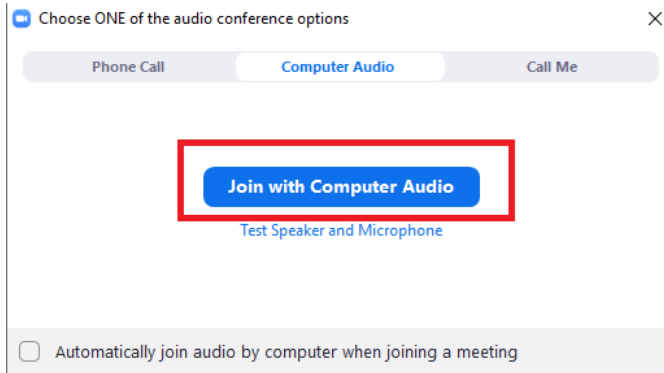 Choose ONE of the audio conference options
Phone Call Computer Audio Call Me
Join with Computer Audio
Test Speaker and Microphone
Automatically join audio by computer when joining a meeting